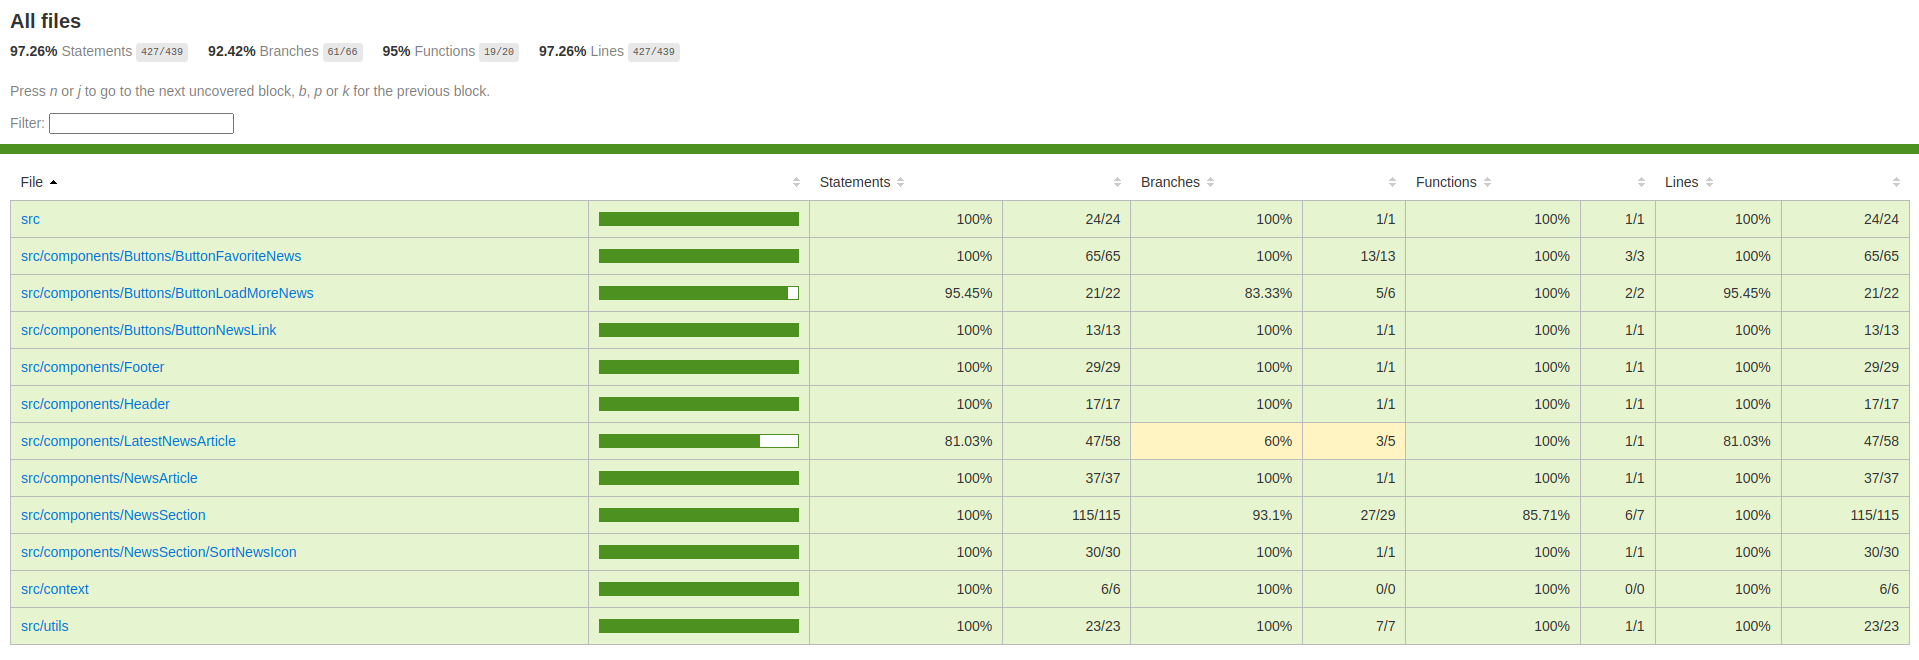 All files
97.26% Statements 427/439 92.42% Branches 61/66 95% Functions 19/20 97.26% Lines 427/439
Press n or j to go to the next uncovered block, b, p or k for the previous block.
Filter:
File Statements Branches Functions Lines
src 100% 24/24 100% 1/1 100% 1/1 100% 24/24
src/components/Buttons/ButtonFavoriteNews 100% 65/65 100% 13/13 100% 3/3 100% 65/65
src/components/Buttons/ButtonLoadMoreNews 95.45% 21/22 83.33% 5/6 100% 2/2 95.45% 21/22
src/components/Buttons/ButtonNewsLink 100% 13/13 100% 1/1 100% 1/1 100% 13/13
src/components/Footer 100% 29/29 100% 1/1 100% 1/1 100% 29/29
src/components/Header 100% 17/17 100% 1/1 100% 1/1 100% 17/17
src/components/LatestNewsArticle 81.03% 47/58 60% 3/5 100% 1/1 81.03% 47/58
src/components/NewsArticle 100% 37/37 100% 1/1 100% 1/1 100% 37/37
src/components/NewsSection 100% 115/115 93.1% 27/29 85.71% 6/7 100% 115/115
src/components/NewsSection/SortNewsIcon 100% 30/30 100% 1/1 100% 1/1 100% 30/30
src/context 100% 6/6 100% 0/0 100% 0/0 100% 6/6
src/utils 100% 23/23 100% 7/7 100% 1/1 100% 23/23